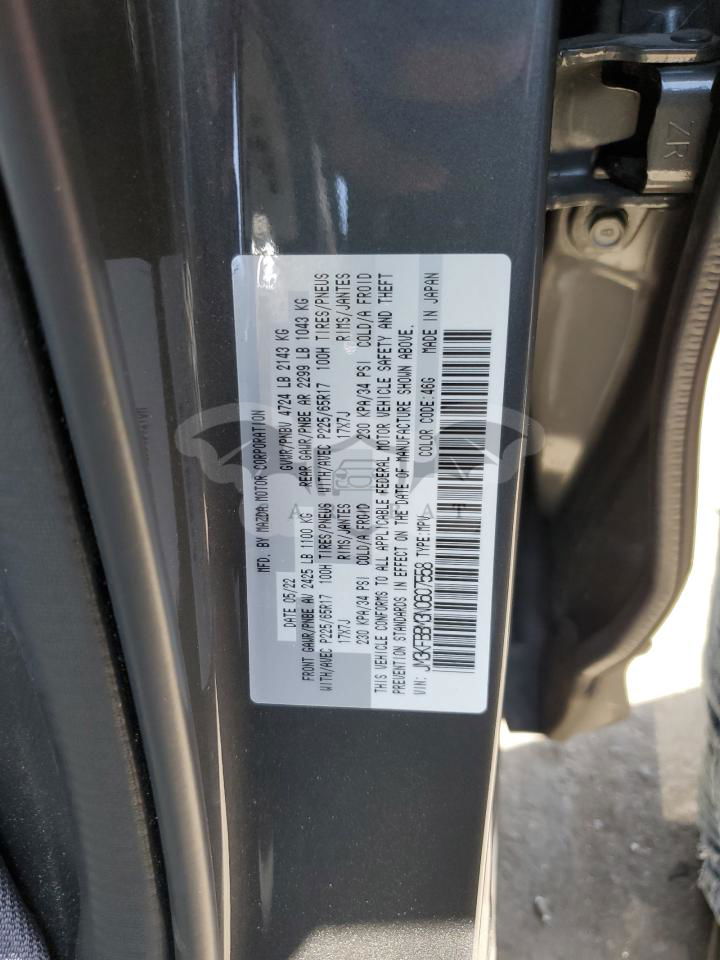 MFD. BY MAZDA MOTOR CORPORATION
DATE 05/22 GVWR/PNBV 4724 LB 2143 KG
FRONT GAWR/PNBE AV 2425 LB 1100 KG REAR GAWR/PNBE AR 2299 LB 1043 KG
WITH/AVEC P225/65R17 100H TIRES/PNEUS WITH/AVEC P225/65R17 100H TIRES/PNEUS
17X7J RIMS/JANTES 17X7J RIMS/JANTES
230 KPA/34 PSI COLD/A FROID 230 KPA/34 PSI COLD/A FROID
THIS VEHICLE CONFORMS TO ALL APPLICABLE FEDERAL MOTOR VEHICLE SAFETY AND THEFT
PREVENTION STANDARDS IN EFFECT ON THE DATE OF MANUFACTURE SHOWN ABOVE.
VIN: JM3KFBBM3N0607558 TYPE:MPV COLOR CODE:46G MADE IN JAPAN
ZR